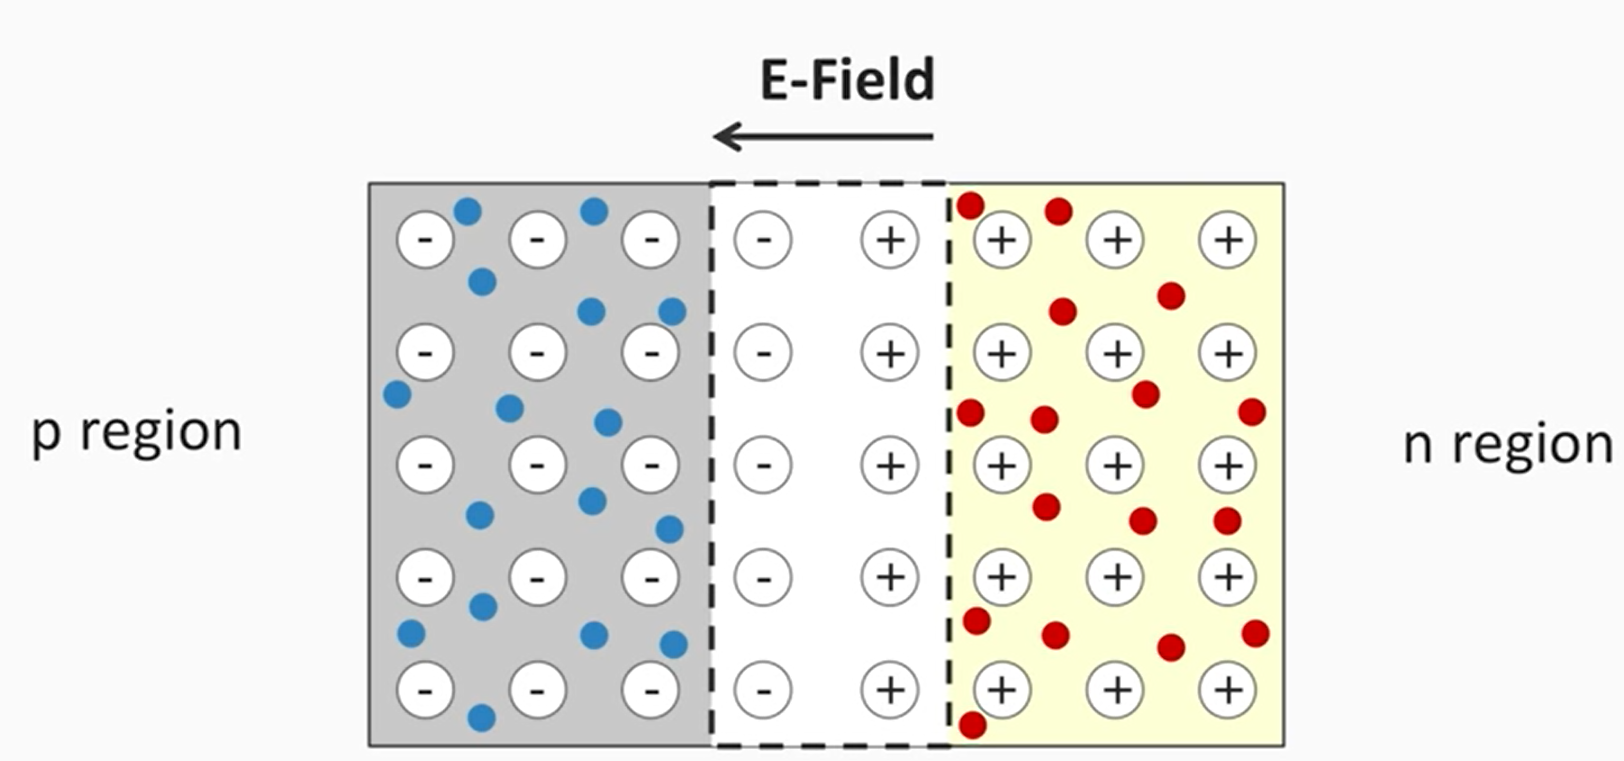 E-Field
- - - - + + + +
- - - - + + + +
p region
n region
- - - - + + + +
- - - - + + + +
- - - - + + + +